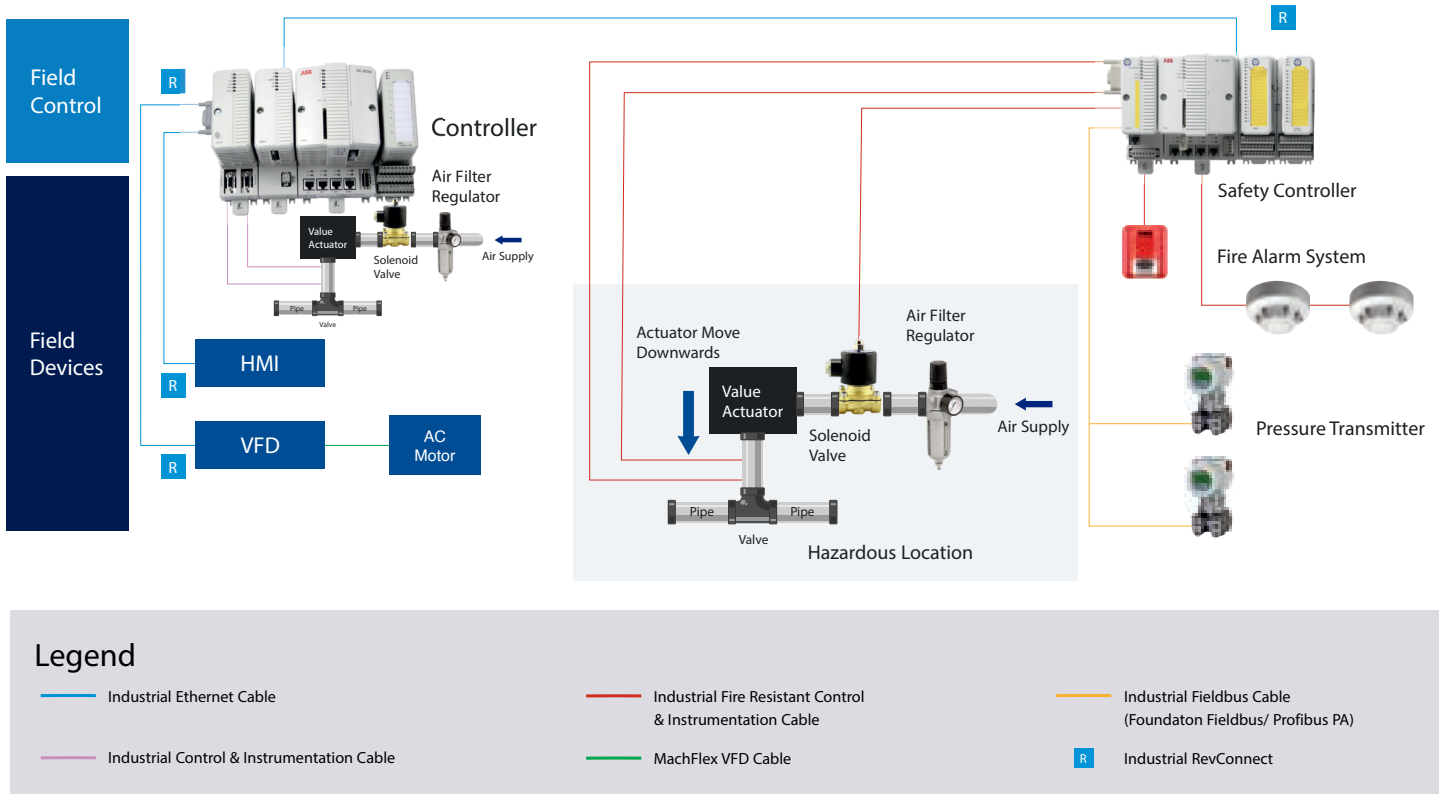 R
Field
Control
R
ABB
ABB
Controller
Air Filter
Regulator
Safety Controller
Value
Actuator
Solenoid
Valve
Air Supply
Fire Alarm System
Pipe
Pipe
Valve
Field
Devices
HMI
R
VFD
AC
Motor
R
Actuator Move
Downwards
Air Filter
Regulator
Value
Actuator
Solenoid
Valve
Air Supply
Pipe
Pipe
Valve
Hazardous Location
Pressure Transmitter
Legend
Industrial Ethernet Cable
Industrial Fire Resistant Control
& Instrumentation Cable
Industrial Fieldbus Cable
(Foundaton Fieldbus/ Profibus PA)
Industrial Control & Instrumentation Cable
MachFlex VFD Cable
R
Industrial RevConnect